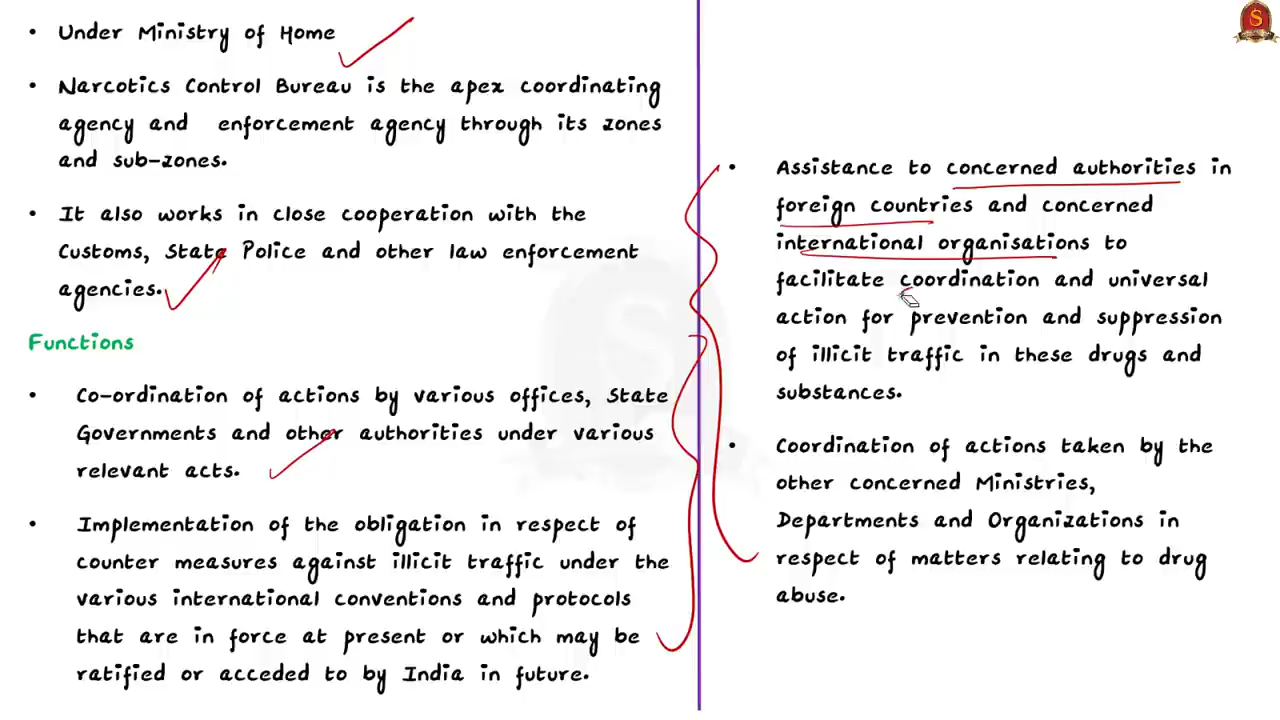 • Under Ministry of Home
• Narcotics Control Bureau is the apex coordinating
agency and enforcement agency through its zones
and sub-zones.
• It also works in close cooperation with the
Customs, State Police and other law enforcement
agencies.
Functions
• Co-ordination of actions by various offices, State
Governments and other authorities under various
relevant acts.
• Implementation of the obligation in respect of
counter measures against illicit traffic under the
various international conventions and protocols
that are in force at present or which may be
ratified or acceded to by India in future.
• Assistance to concerned authorities in
foreign countries and concerned
international organisations to
facilitate coordination and universal
action for prevention and suppression
of illicit traffic in these drugs and
substances.
• Coordination of actions taken by the
other concerned Ministries,
Departments and Organizations in
respect of matters relating to drug
abuse.
S
S